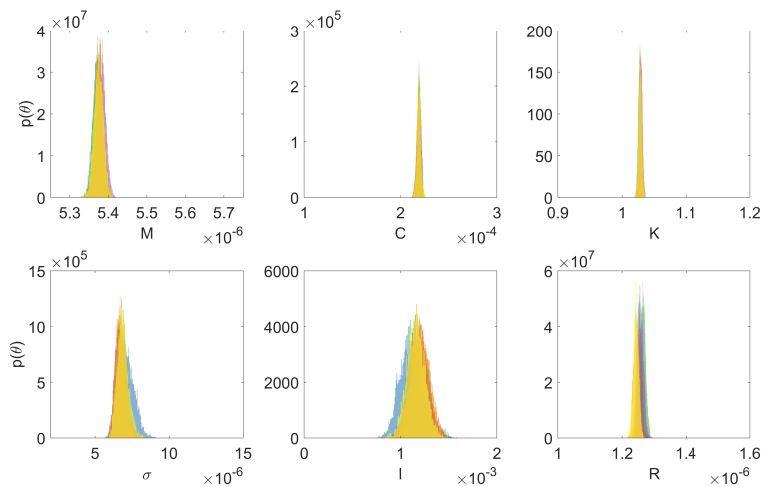 ×10⁷
4
3
2
1
0
p(θ)
5.3 5.4 5.5 5.6 5.7
M ×10⁻⁶
×10⁵
3
2
1
0
1 2 3
C ×10⁻⁴
200
150
100
50
0
0.9 1 1.1 1.2
K
×10⁵
15
10
5
0
p(θ)
5 10 15
σ ×10⁻⁶
6000
4000
2000
0
0 1 2
I ×10⁻³
×10⁷
6
4
2
0
1 1.2 1.4 1.6
R ×10⁻⁶